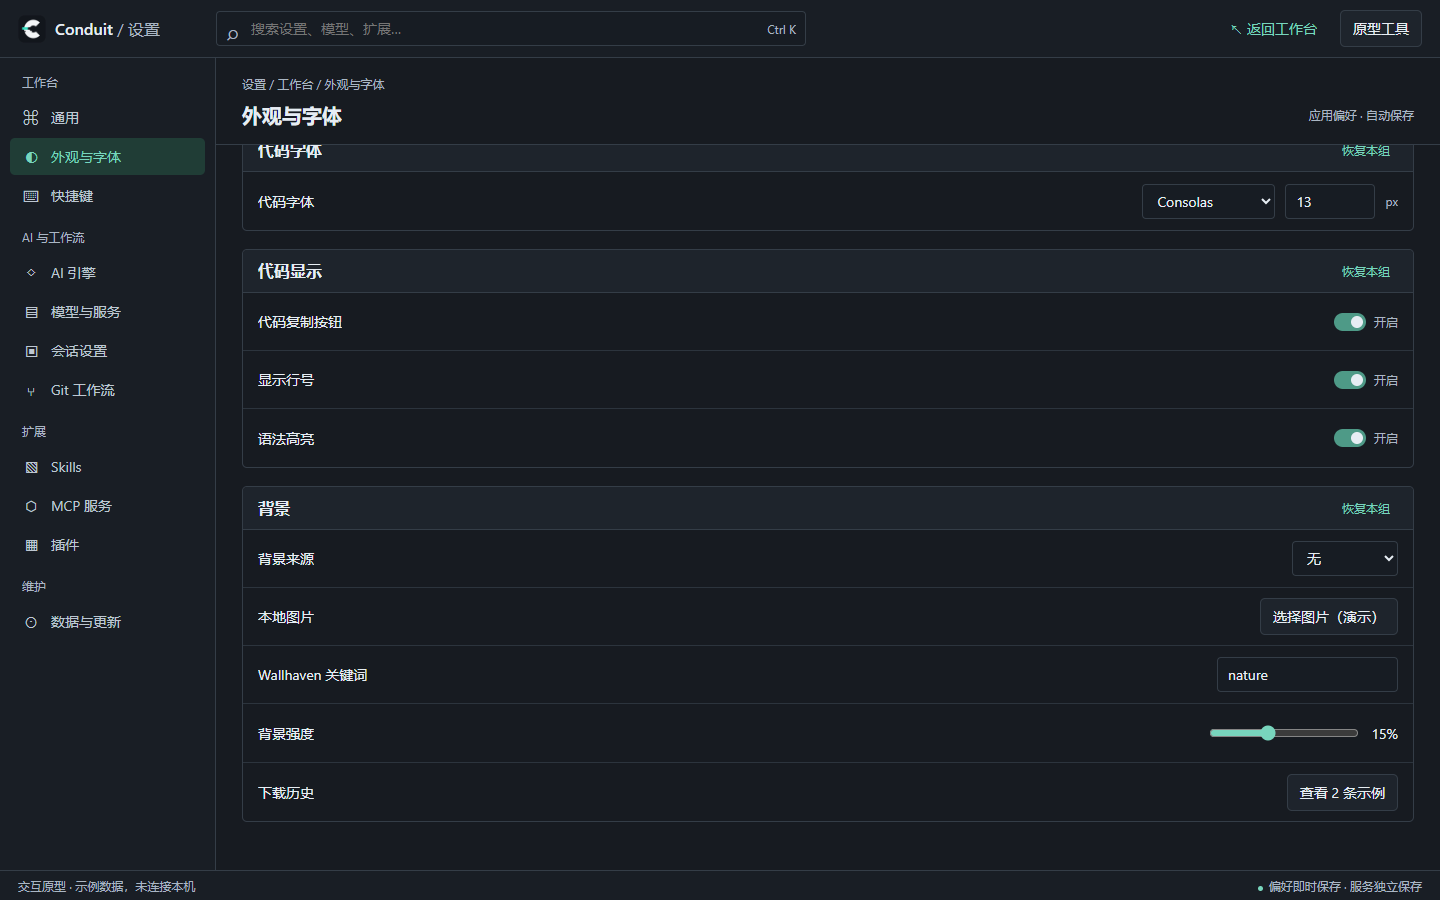 Conduit / 设置
搜索设置、模型、扩展... Ctrl K
返回工作台
原型工具
工作台
通用
外观与字体
快捷键
AI 与工作流
AI 引擎
模型与服务
会话设置
Git 工作流
扩展
Skills
MCP 服务
插件
维护
数据与更新
设置 / 工作台 / 外观与字体
外观与字体
应用偏好 · 自动保存
代码字体 恢复本组
代码字体 Consolas 13 px
代码显示 恢复本组
代码复制按钮 开启
显示行号 开启
语法高亮 开启
背景 恢复本组
背景来源 无
本地图片 选择图片（演示）
Wallhaven 关键词 nature
背景强度 15%
下载历史 查看 2 条示例
交互原型 · 示例数据，未连接本机
偏好即时保存 · 服务独立保存